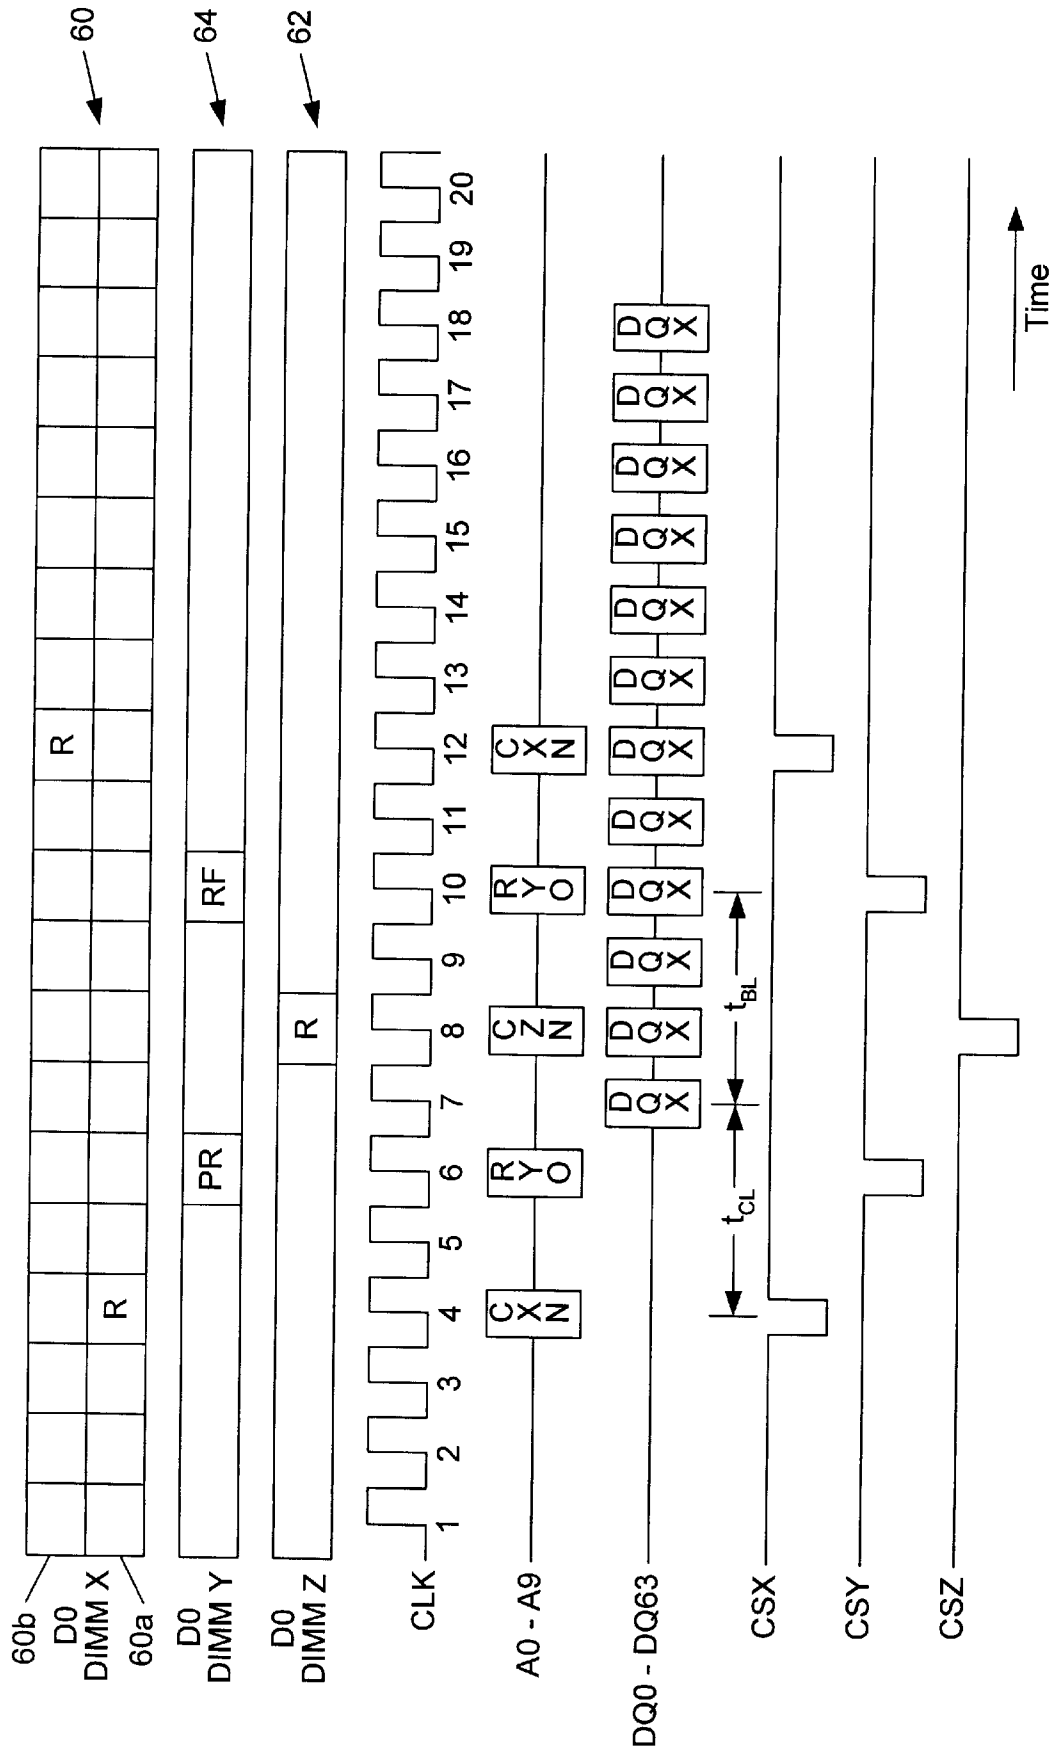 60b
D0
DIMM X
60a
R
R
60
D0
DIMM Y
PR
RF
64
D0
DIMM Z
R
62
CLK
1 2 3 4 5 6 7 8 9 10 11 12 13 14 15 16 17 18 19 20
A0 - A9
C X N
R Y O
C Z N
R Y O
C X N
DQ0 - DQ63
D Q X
D Q X
D Q X
D Q X
D Q X
D Q X
D Q X
D Q X
D Q X
D Q X
D Q X
D Q X
tCL
tBL
CSX
CSY
CSZ
Time